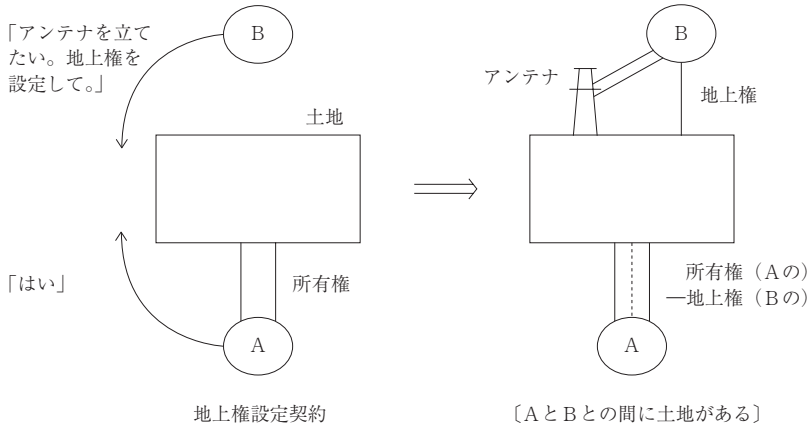 「アンテナを立て
たい。地上権を
設定して。」
B
土地
「はい」
所有権
A
地上権設定契約
B
アンテナ
地上権
所有権（Aの）
―地上権（Bの）
A
〔AとBとの間に土地がある〕